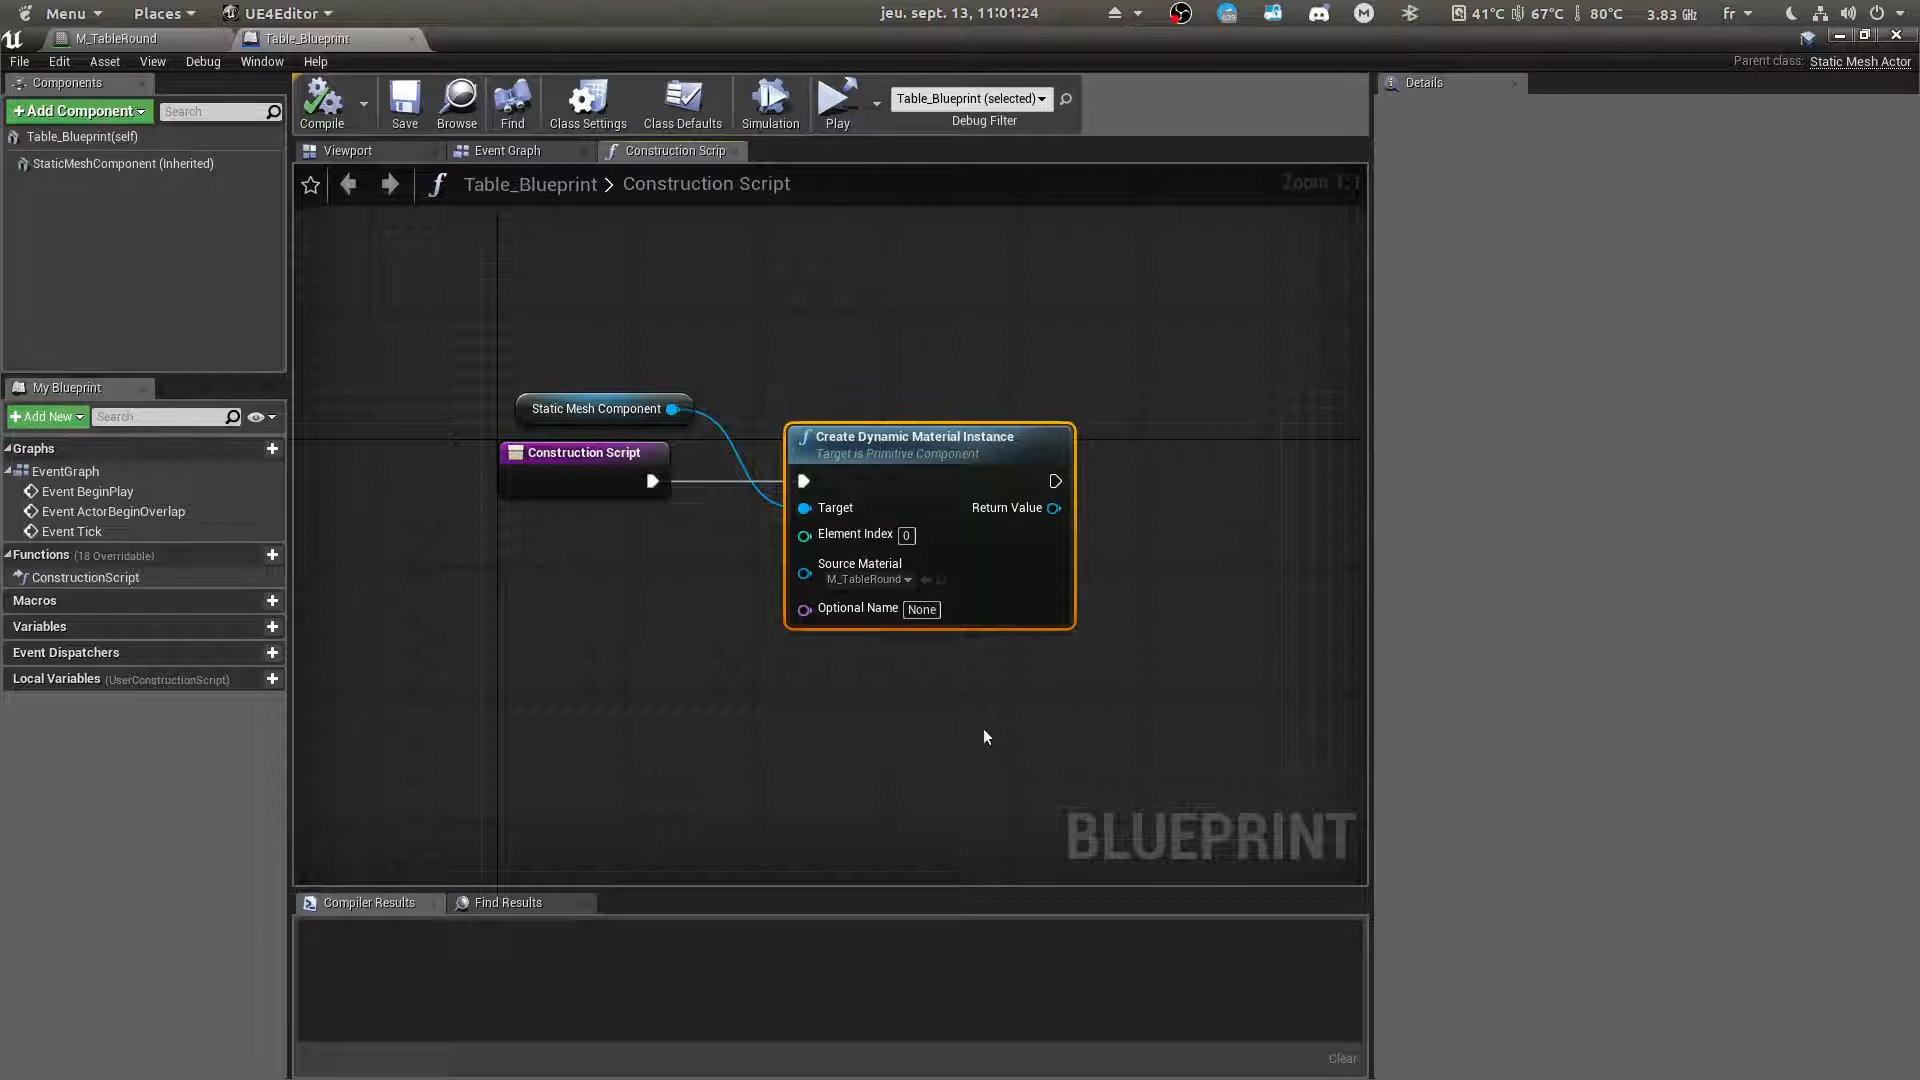 Menu
Places
UE4Editor
jeu. sept. 13, 11:01:24
41°C
67°C
80°C
3.83 GHz
fr
M_TableRound
Table_Blueprint
File Edit Asset View Debug Window Help
Parent class: Static Mesh Actor
Components
+Add Component
Search
Table_Blueprint(self)
StaticMeshComponent (Inherited)
Compile
Save
Browse
Find
Class Settings
Class Defaults
Simulation
Play
Table_Blueprint (selected)
Debug Filter
Details
Viewport
Event Graph
Construction Scrip
Table_Blueprint > Construction Script
Zoom 1:1
My Blueprint
+Add New
Search
Graphs
EventGraph
Event BeginPlay
Event ActorBeginOverlap
Event Tick
Functions (18 Overridable)
ConstructionScript
Macros
Variables
Event Dispatchers
Local Variables (UserConstructionScript)
Static Mesh Component
Construction Script
Create Dynamic Material Instance
Target is Primitive Component
Target
Return Value
Element Index 0
Source Material
M_TableRound
Optional Name None
BLUEPRINT
Compiler Results
Find Results
Clear